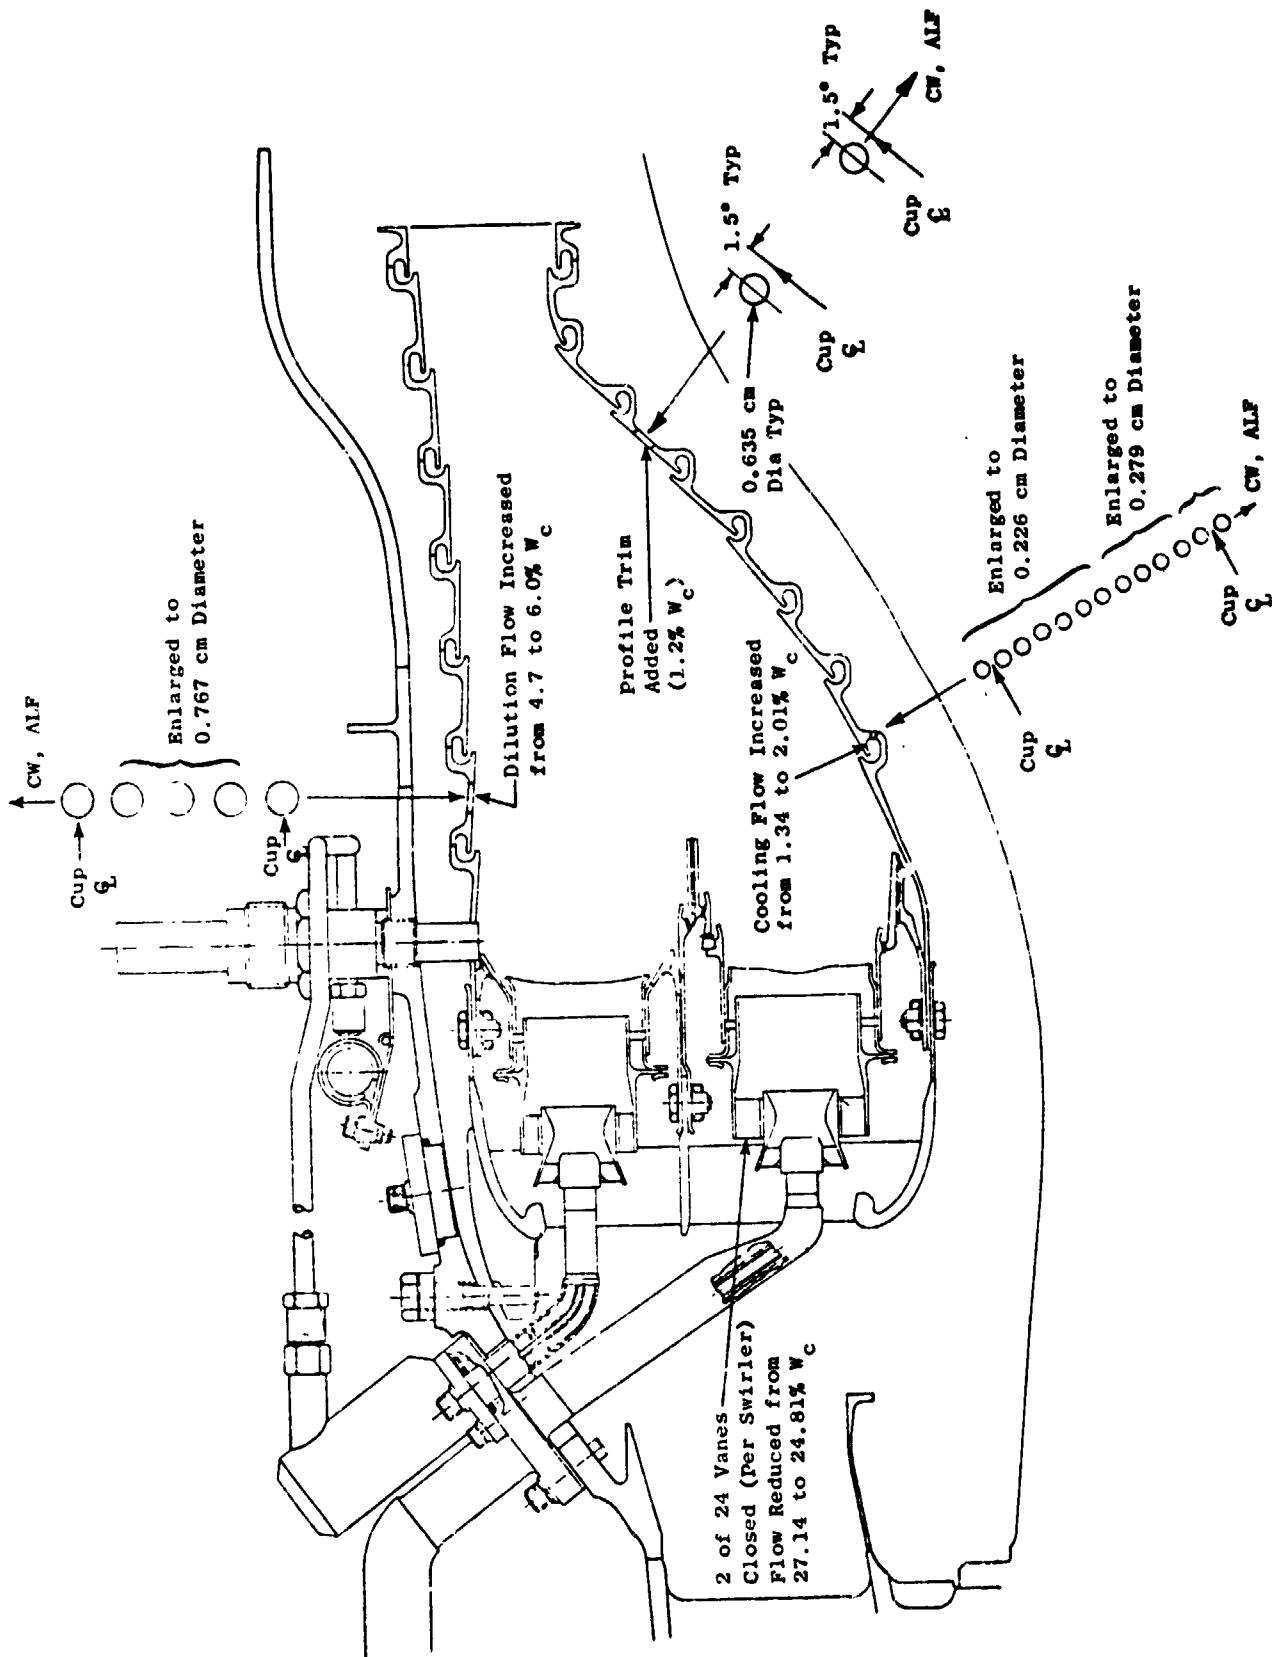 CW, ALF
Cup
℄
Enlarged to
0.767 cm Diameter
Cup
℄
Dilution Flow Increased
from 4.7 to 6.0% Wc
Profile Trim
Added
(1.2% Wc)
1.5° Typ
0.635 cm
Dia Typ
Cup
℄
1.5° Typ
Cup
℄
CW, ALF
Cooling Flow Increased
from 1.34 to 2.01% Wc
Enlarged to
0.226 cm Diameter
Enlarged to
0.279 cm Diameter
Cup
℄
Cup
℄
CW, ALF
2 of 24 Vanes
Closed (Per Swirler)
Flow Reduced from
27.14 to 24.81% Wc